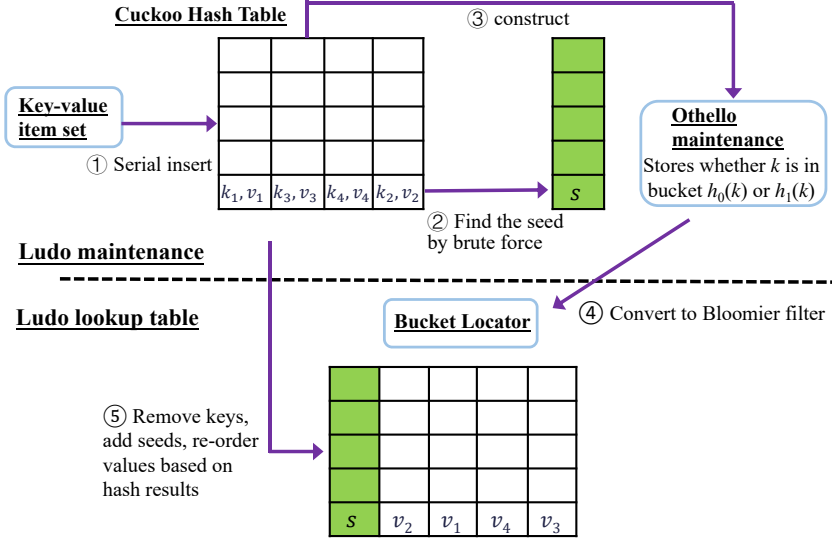 Cuckoo Hash Table
③ construct
Key-value
item set
① Serial insert
k₁, v₁ k₃, v₃ k₄, v₄ k₂, v₂
s
② Find the seed
by brute force
Othello
maintenance
Stores whether k is in
bucket h₀(k) or h₁(k)
Ludo maintenance
Ludo lookup table
Bucket Locator
④ Convert to Bloomier filter
⑤ Remove keys,
add seeds, re-order
values based on
hash results
s v₂ v₁ v₄ v₃